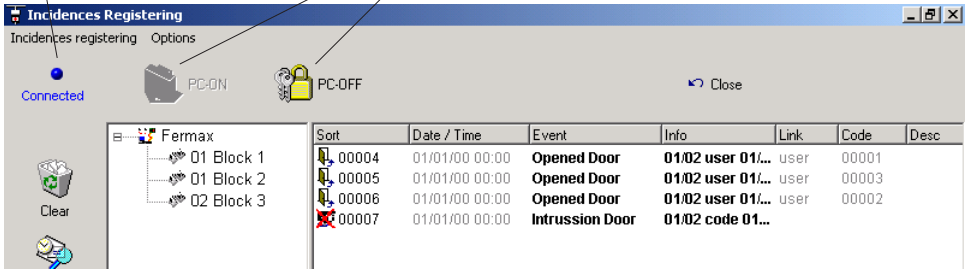 Incidences Registering
Incidences registering Options
Connected PC-ON PC-OFF Close
Fermax
01 Block 1
01 Block 2
02 Block 3
Clear
Sort Date / Time Event Info Link Code Desc
00004 01/01/00 00:00 Opened Door 01/02 user 01/... user 00001
00005 01/01/00 00:00 Opened Door 01/02 user 01/... user 00003
00006 01/01/00 00:00 Opened Door 01/02 user 01/... user 00002
00007 01/01/00 00:00 Intrussion Door 01/02 code 01...